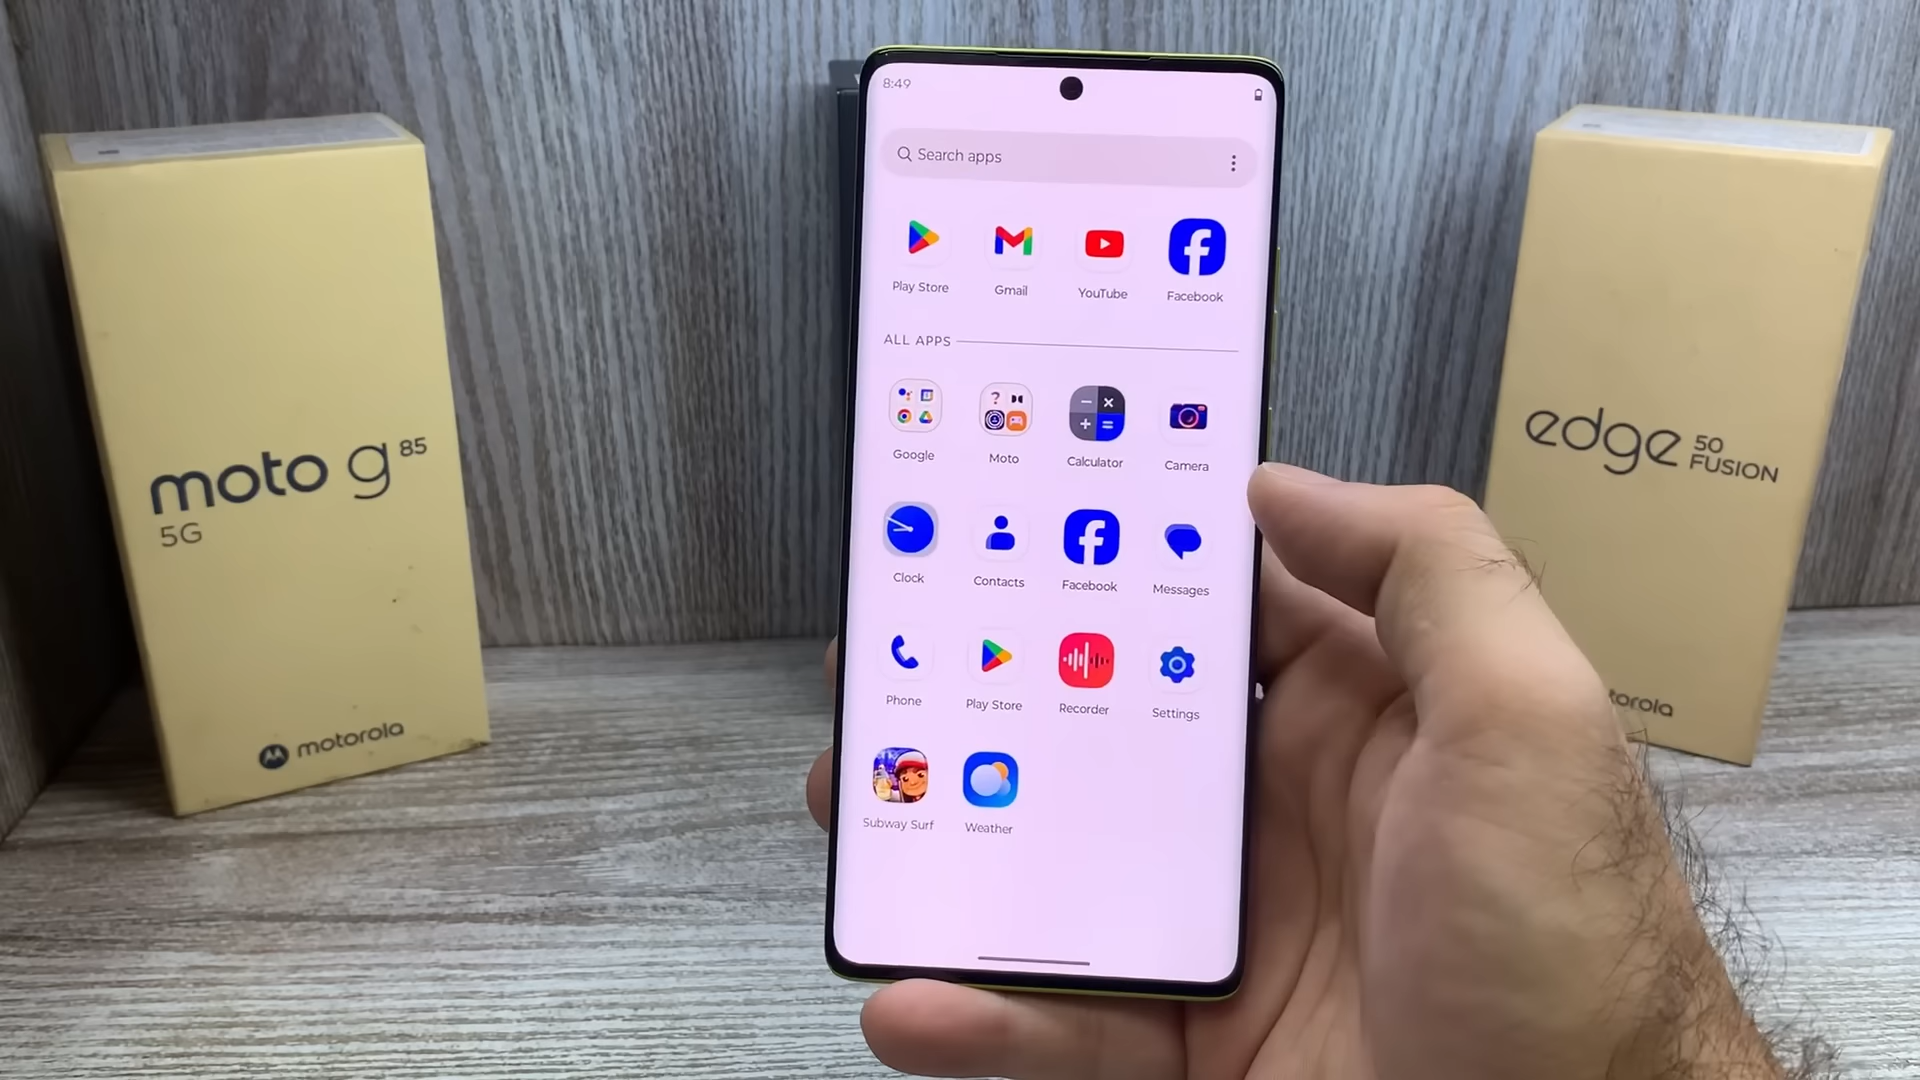 moto g85
5G
motorola
8:49
Search apps
Play Store
Gmail
YouTube
Facebook
ALL APPS
Google
Moto
Calculator
Camera
Clock
Contacts
Facebook
Messages
Phone
Play Store
Recorder
Settings
Subway Surf
Weather
edge 50
FUSION
torola